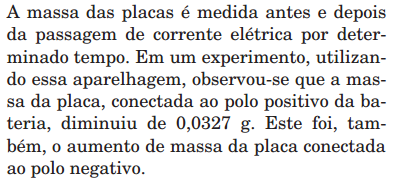 A massa das placas é medida antes e depois
da passagem de corrente elétrica por deter-
minado tempo. Em um experimento, utilizan-
do essa aparelhagem, observou-se que a mas-
sa da placa, conectada ao polo positivo da ba-
teria, diminuiu de 0,0327 g. Este foi, tam-
bém, o aumento de massa da placa conectada
ao polo negativo.